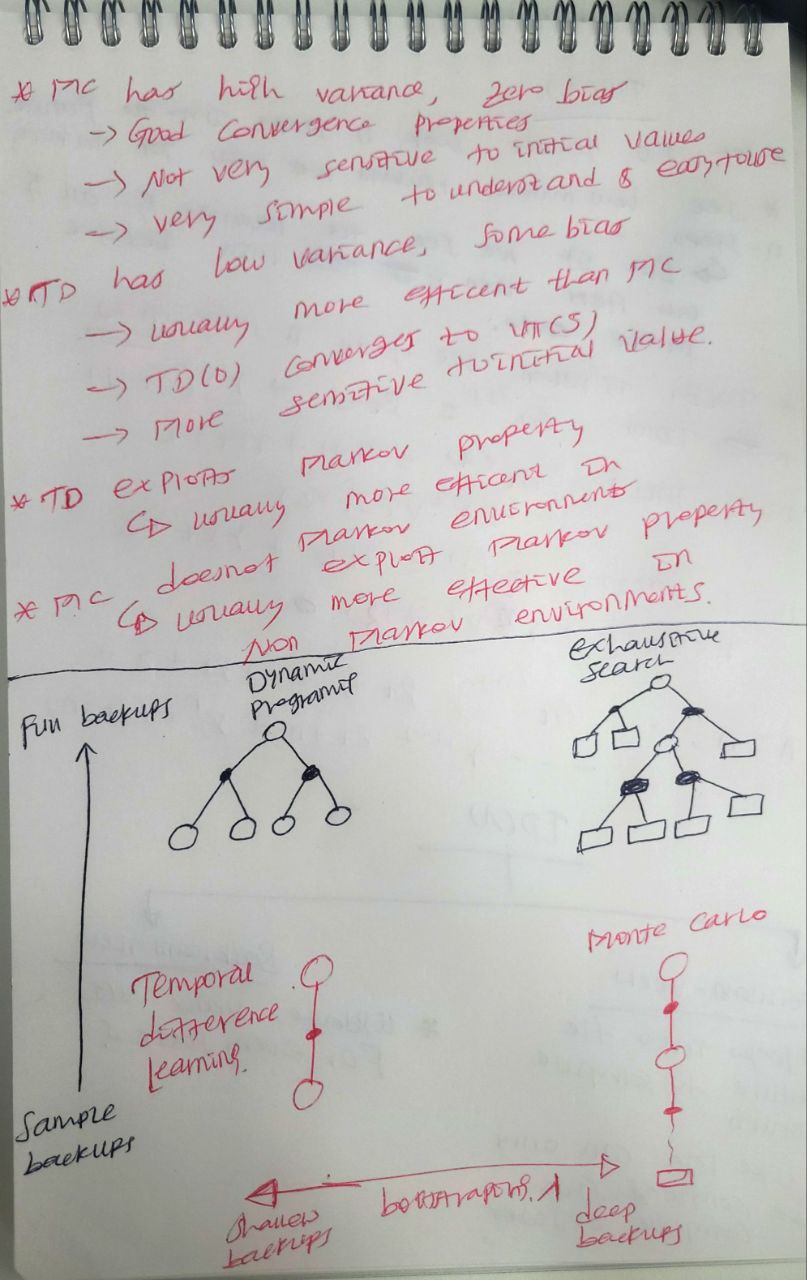 * MC has high variance, zero bias
→ Good Convergence properties
→ Not very sensitive to initial values
→ very simple to understand & easy to use
* TD has low variance, some bias
→ usually more efficent than MC
→ TD(0) converges to Vπ(s)
→ More sensitive to initial value.
* TD exploits Markov property
↳ usually more efficent in
Markov environments
* MC doesnot exploit Markov property
↳ usually more effective in
Non Markov environments.
Full backups
Dynamic
Programig
exhaustive
search
Temporal
difference
learning.
Monte Carlo
Sample
backups
shallow
backups
bootstraping, λ
deep
backups